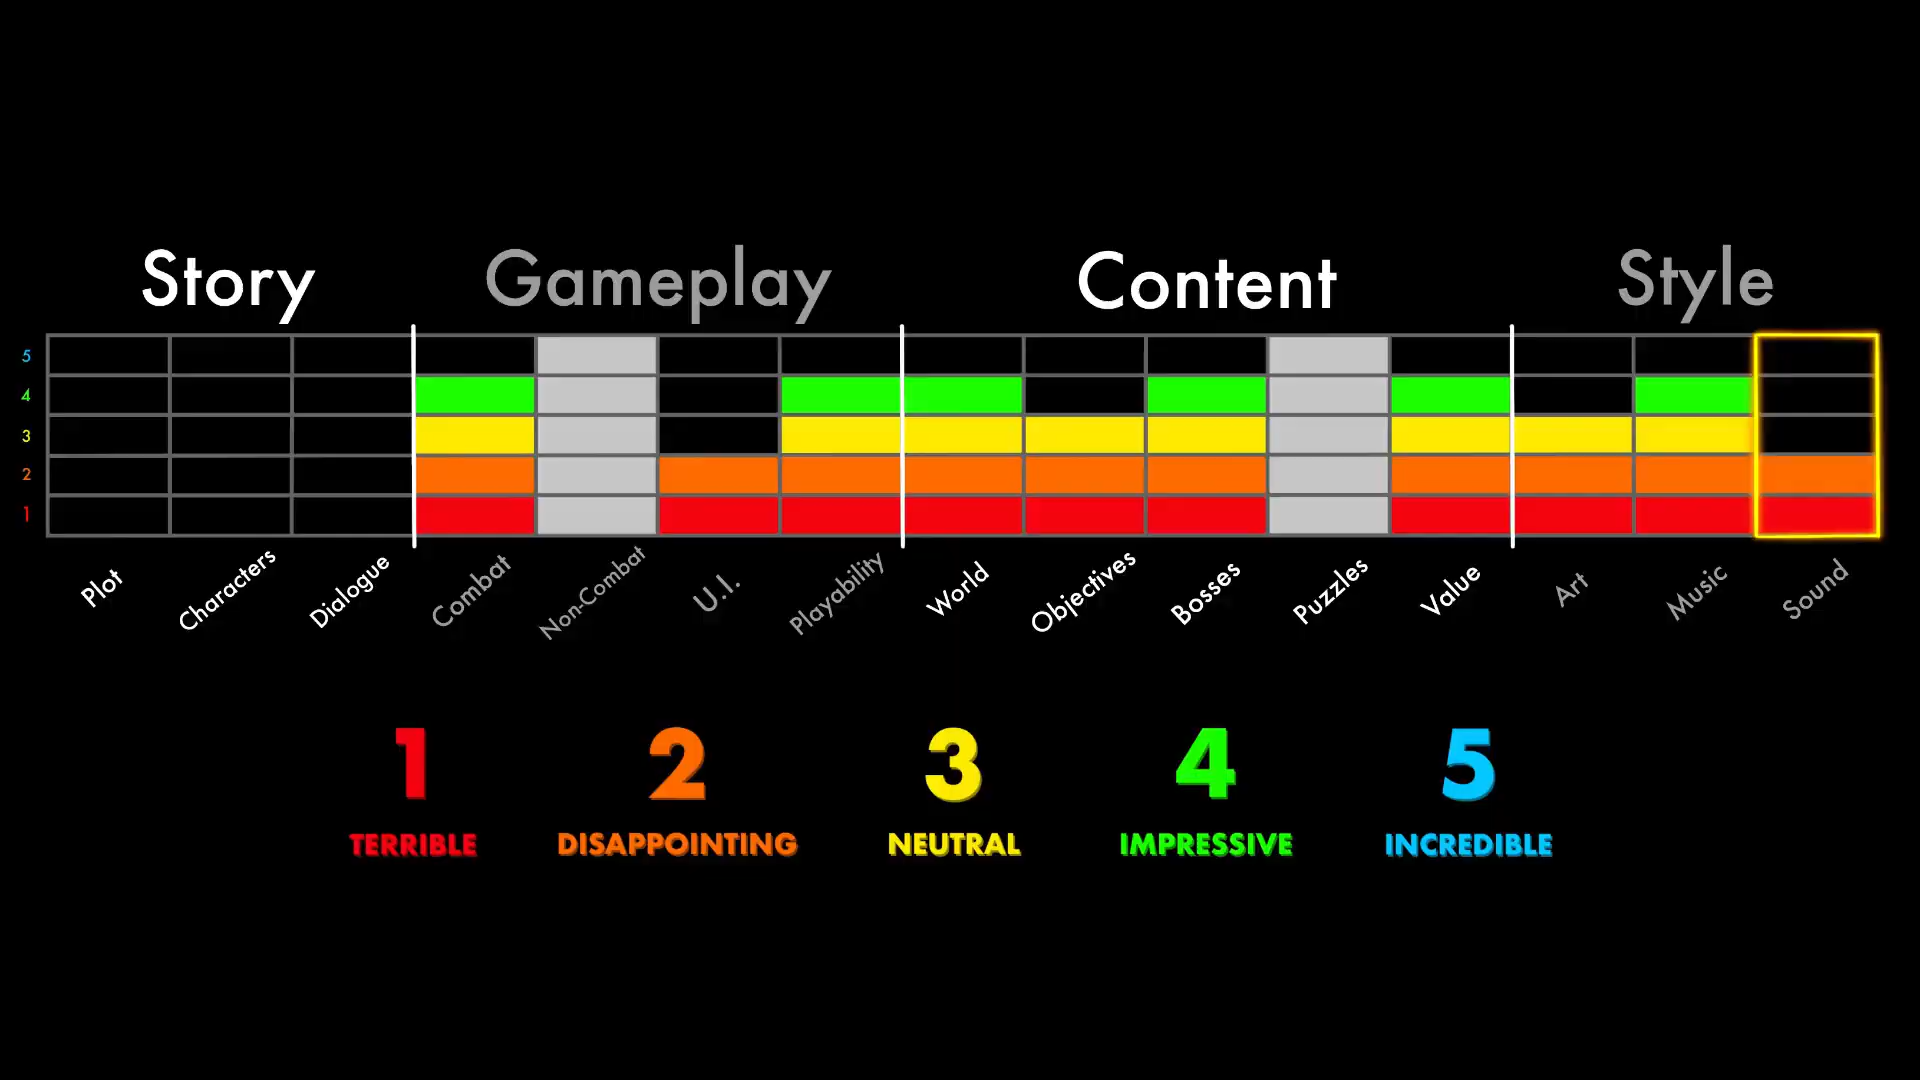 Story Gameplay Content Style
5
4
3
2
1
Plot Characters Dialogue Combat Non-Combat U.I. Playability World Objectives Bosses Puzzles Value Art Music Sound
1 2 3 4 5
TERRIBLE DISAPPOINTING NEUTRAL IMPRESSIVE INCREDIBLE